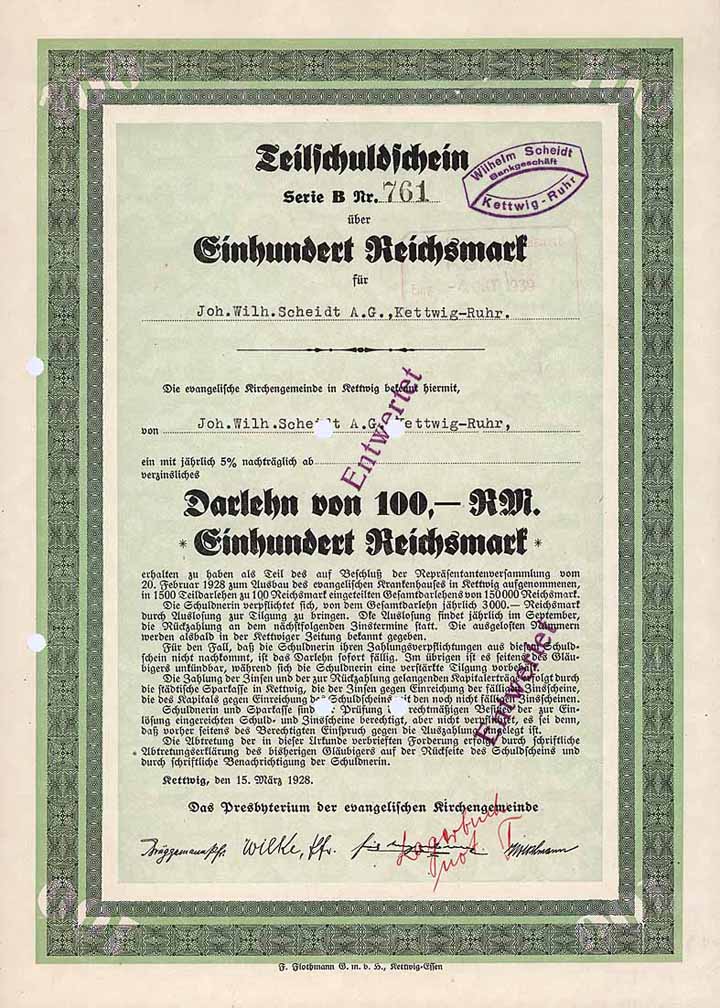 Teilschuldschein
Serie B Nr. 761
über
Einhundert Reichsmark
für
Joh.Wilh.Scheidt A.G.,Kettwig-Ruhr.
Wilhelm Scheidt
Bankgeschäft
Kettwig-Ruhr
1939
Die evangelische Kirchengemeinde in Kettwig bekennt hiermit,
von Joh.Wilh.Scheidt A.G. Kettwig-Ruhr,
ein mit jährlich 5% nachträglich ab
verzinsliches
Entwertet
Darlehn von 100,— RM.
* Einhundert Reichsmark *
erhalten zu haben als Teil des auf Beschluß der Repräsentantenversammlung vom
20. Februar 1928 zum Ausbau des evangelischen Krankenhauses in Kettwig aufgenommenen,
in 1500 Teildarlehen zu 100 Reichsmark eingeteilten Gesamtdarlehens von 150000 Reichsmark.
Die Schuldnerin verpflichtet sich, von dem Gesamtdarlehn jährlich 3000.— Reichsmark
durch Auslosung zur Tilgung zu bringen. Die Auslosung findet jährlich im September,
die Rückzahlung an dem nächstfolgenden Zinstermine statt. Die ausgelosten Nummern
werden alsbald in der Kettwiger Zeitung bekannt gegeben.
Für den Fall, daß die Schuldnerin ihren Zahlungsverpflichtungen aus diesem Schuld-
schein nicht nachkommt, ist das Darlehn sofort fällig. Im übrigen ist es seitens des Gläu-
bigers unkündbar, während sich die Schuldnerin eine verstärkte Tilgung vorbehält.
Die Zahlung der Zinsen und der zur Rückzahlung gelangenden Kapitalerträge erfolgt durch
die städtische Sparkasse in Kettwig, die der Zinsen gegen Einreichung der fälligen Zinsscheine,
die des Kapitals gegen Einreichung des Schuldscheins mit den noch nicht fälligen Zinsscheinen.
Schuldnerin und Sparkasse sind zur Prüfung des rechtmäßigen Besitzes der zur Ein-
lösung eingereichten Schuld- und Zinsscheine berechtigt, aber nicht verpflichtet, es sei denn,
daß vorher seitens des Berechtigten Einspruch gegen die Auszahlung eingelegt ist.
Die Abtretung der in dieser Urkunde verbrieften Forderung erfolgt durch schriftliche
Abtretungserklärung des bisherigen Gläubigers auf der Rückseite des Schuldscheins und
durch schriftliche Benachrichtigung der Schuldnerin.
Entwertet
Kettwig, den 15. März 1928.
Das Presbyterium der evangelischen Kirchengemeinde
Brüggemann Pfr. Wilke, Pfr.
F. Flothmann G. m. b. H., Kettwig-Essen